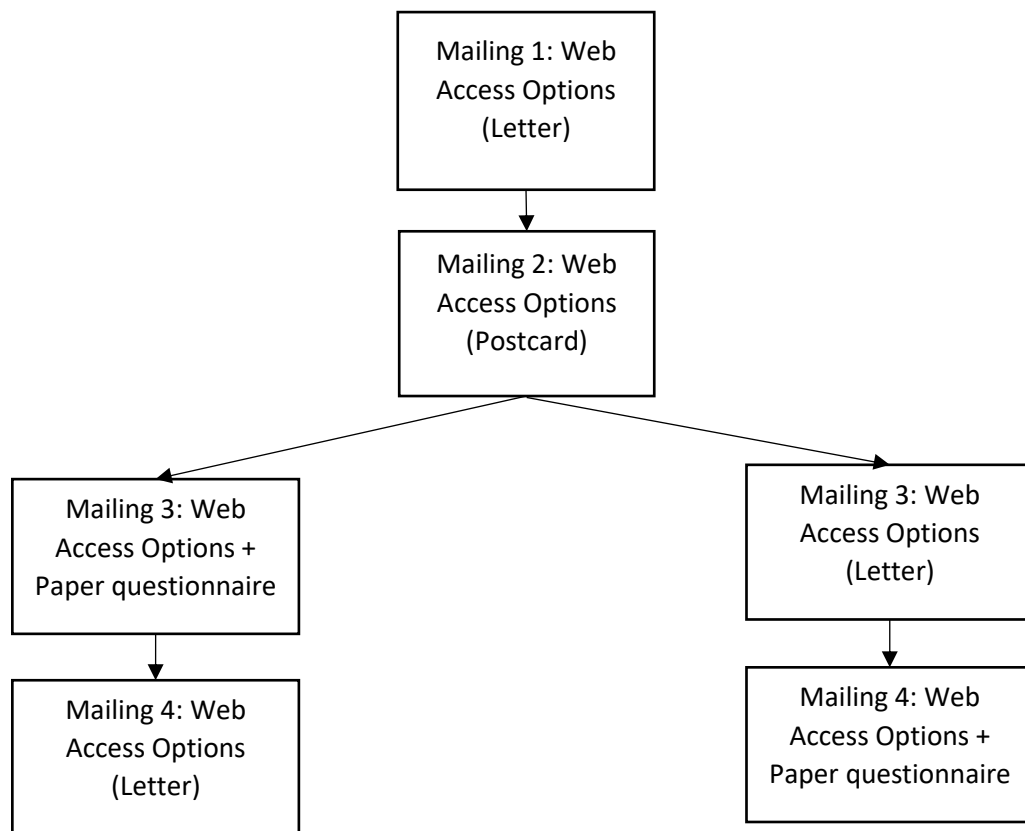 Mailing 1: Web
Access Options
(Letter)
Mailing 2: Web
Access Options
(Postcard)
Mailing 3: Web
Access Options +
Paper questionnaire
Mailing 3: Web
Access Options
(Letter)
Mailing 4: Web
Access Options
(Letter)
Mailing 4: Web
Access Options +
Paper questionnaire